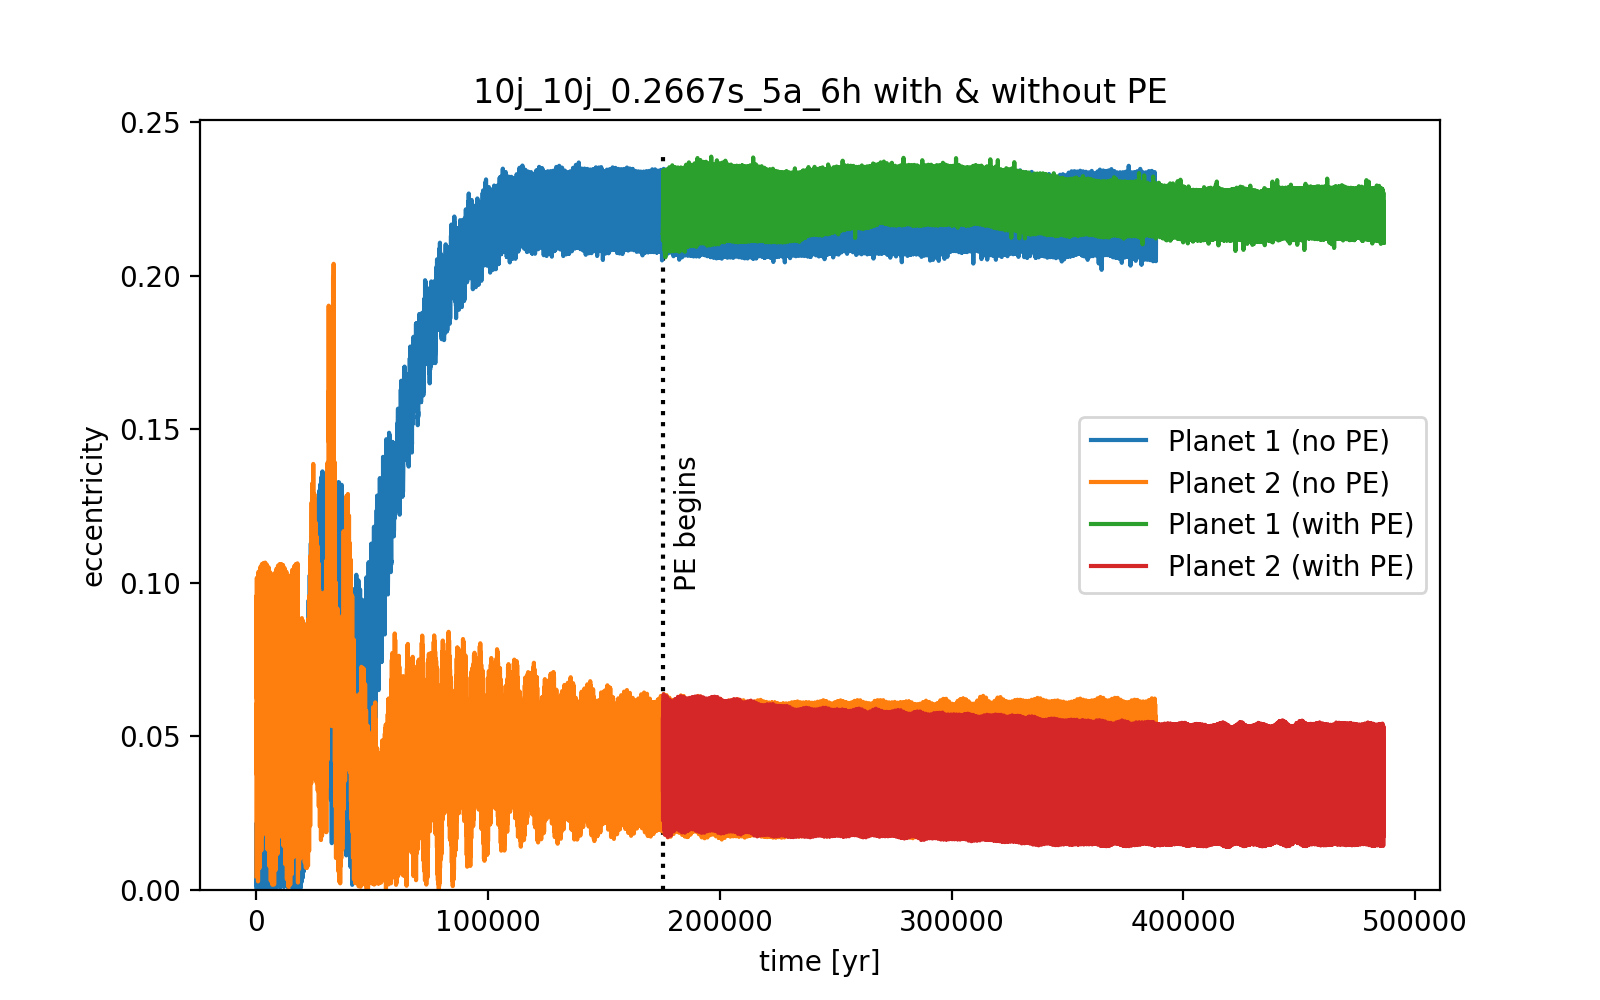 10j_10j_0.2667s_5a_6h with & without PE
0.25
0.20
0.15
0.10
0.05
0.00
eccentricity
PE begins
Planet 1 (no PE)
Planet 2 (no PE)
Planet 1 (with PE)
Planet 2 (with PE)
0 100000 200000 300000 400000 500000
time [yr]